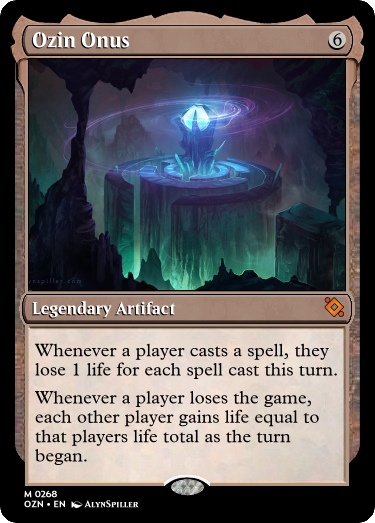 Ozin Onus
6
enspiller.com
Legendary Artifact
Whenever a player casts a spell, they
lose 1 life for each spell cast this turn.
Whenever a player loses the game,
each other player gains life equal to
that players life total as the turn
began.
M 0268
OZN • EN AlynSpiller